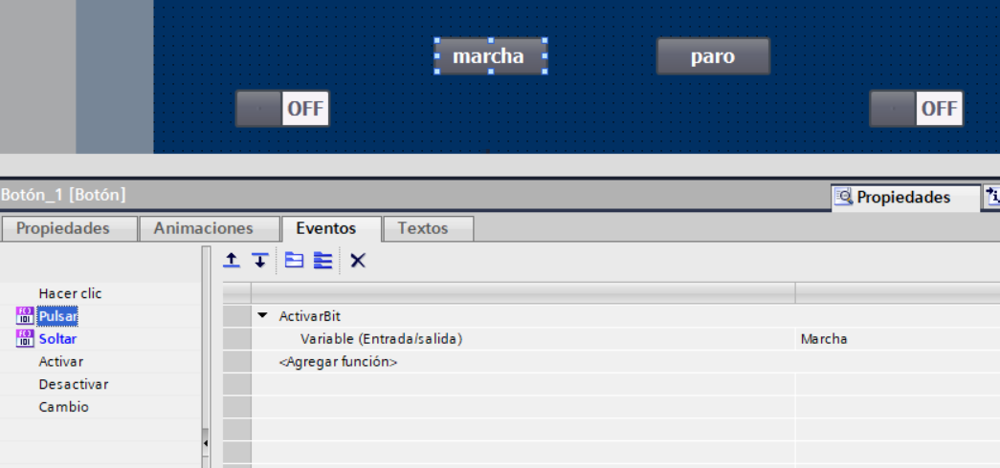 marcha paro
OFF OFF
Botón_1 [Botón]
Propiedades
Propiedades Animaciones Eventos Textos
Hacer clic
Pulsar
Soltar
Activar
Desactivar
Cambio
ActivarBit
Variable (Entrada/salida) Marcha
<Agregar función>